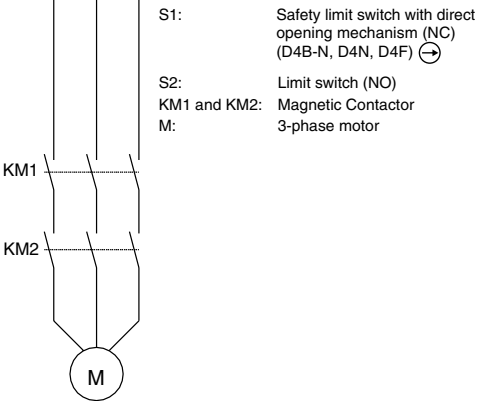 S1: Safety limit switch with direct
opening mechanism (NC)
(D4B-N, D4N, D4F)
S2: Limit switch (NO)
KM1 and KM2: Magnetic Contactor
M: 3-phase motor
KM1
KM2
M